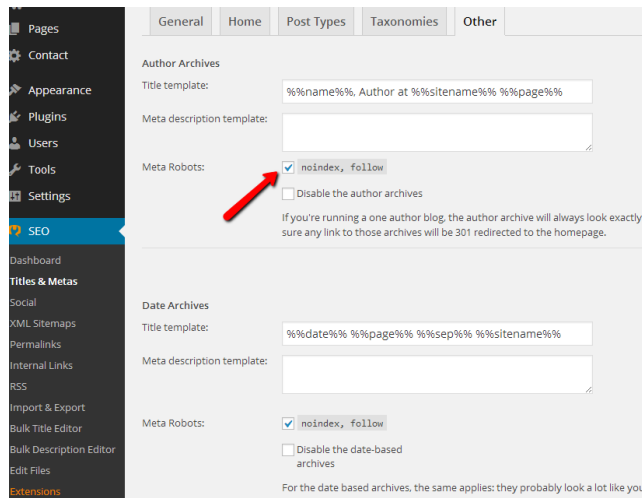 Pages
Contact
Appearance
Plugins
Users
Tools
Settings
SEO
Dashboard
Titles & Metas
Social
XML Sitemaps
Permalinks
Internal Links
RSS
Import & Export
Bulk Title Editor
Bulk Description Editor
Edit Files
Extensions
General Home Post Types Taxonomies Other
Author Archives
Title template: %%name%%, Author at %%sitename%% %%page%%
Meta description template:
Meta Robots: noindex, follow
Disable the author archives
If you're running a one author blog, the author archive will always look exactly
sure any link to those archives will be 301 redirected to the homepage.
Date Archives
Title template: %%date%% %%page%% %%sep%% %%sitename%%
Meta description template:
Meta Robots: noindex, follow
Disable the date-based
archives
For the date based archives, the same applies: they probably look a lot like you